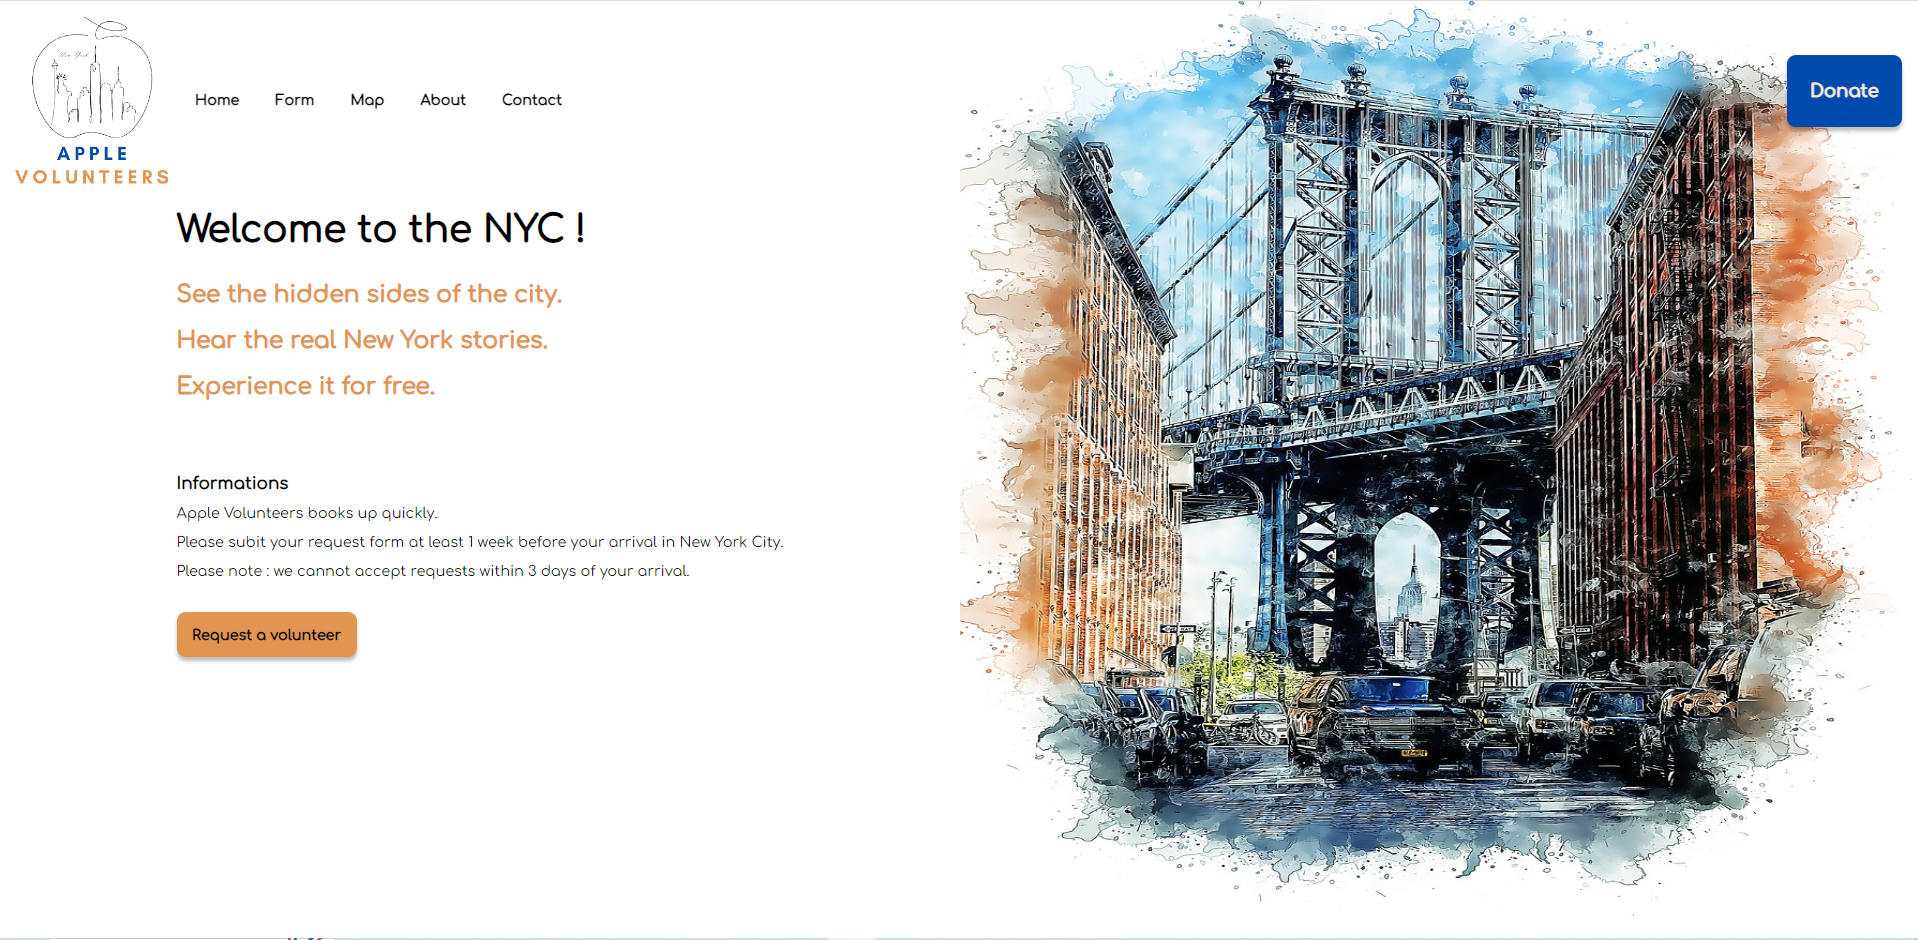 New York
APPLE
VOLUNTEERS
Home Form Map About Contact
Donate
Welcome to the NYC !
See the hidden sides of the city.
Hear the real New York stories.
Experience it for free.
Informations
Apple Volunteers books up quickly.
Please subit your request form at least 1 week before your arrival in New York City.
Please note : we cannot accept requests within 3 days of your arrival.
Request a volunteer